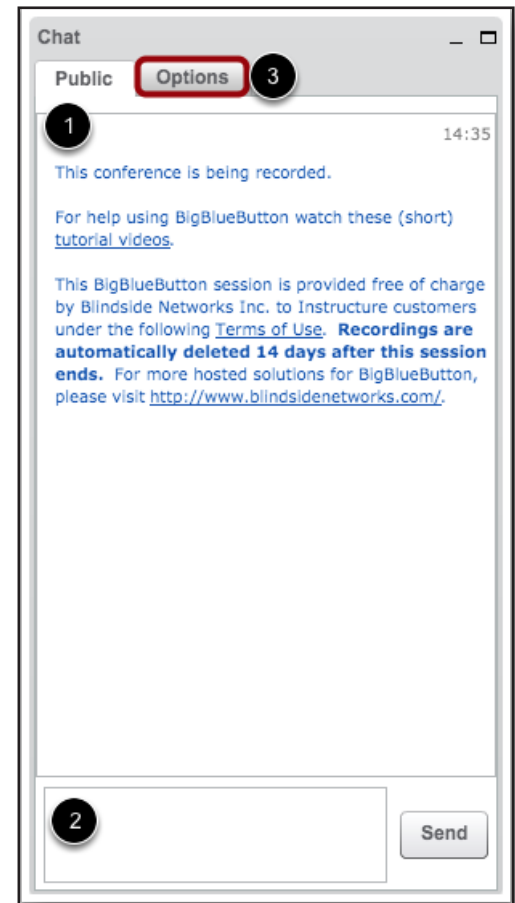 Chat
Public Options 3
1
14:35
This conference is being recorded.
For help using BigBlueButton watch these (short)
tutorial videos.
This BigBlueButton session is provided free of charge
by Blindside Networks Inc. to Instructure customers
under the following Terms of Use.  Recordings are
automatically deleted 14 days after this session
ends.  For more hosted solutions for BigBlueButton,
please visit http://www.blindsidenetworks.com/.
2
Send